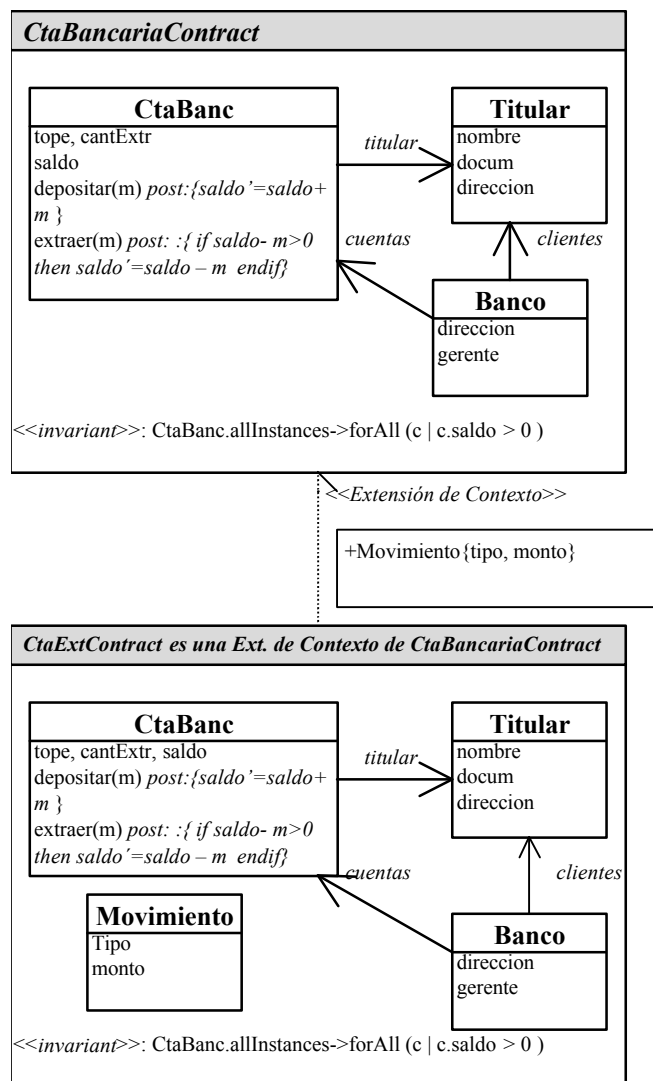 CtaBancariaContract
CtaBanc
tope, cantExtr
saldo
depositar(m) post:{saldo’=saldo+
m }
extraer(m) post: :{ if saldo- m>0
then saldo´=saldo – m endif}
titular
Titular
nombre
docum
direccion
cuentas
clientes
Banco
direccion
gerente
<<invariant>>: CtaBanc.allInstances->forAll (c | c.saldo > 0 )
<<Extensión de Contexto>>
+Movimiento{tipo, monto}
CtaExtContract es una Ext. de Contexto de CtaBancariaContract
CtaBanc
tope, cantExtr, saldo
depositar(m) post:{saldo’=saldo+
m }
extraer(m) post: :{ if saldo- m>0
then saldo´=saldo – m endif}
titular
Titular
nombre
docum
direccion
cuentas
clientes
Movimiento
Tipo
monto
Banco
direccion
gerente
<<invariant>>: CtaBanc.allInstances->forAll (c | c.saldo > 0 )